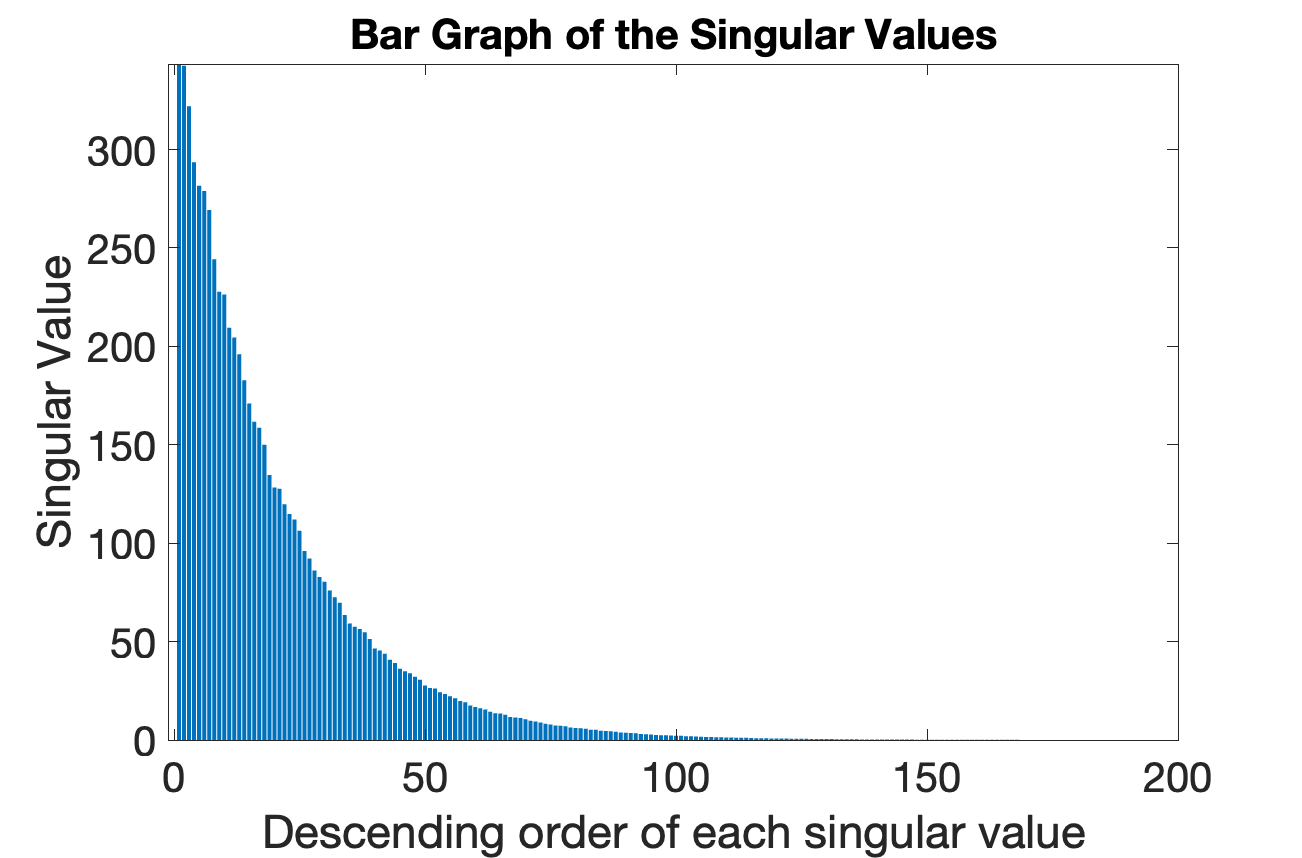 Bar Graph of the Singular Values
300
250
200
150
100
50
0
Singular Value
0 50 100 150 200
Descending order of each singular value